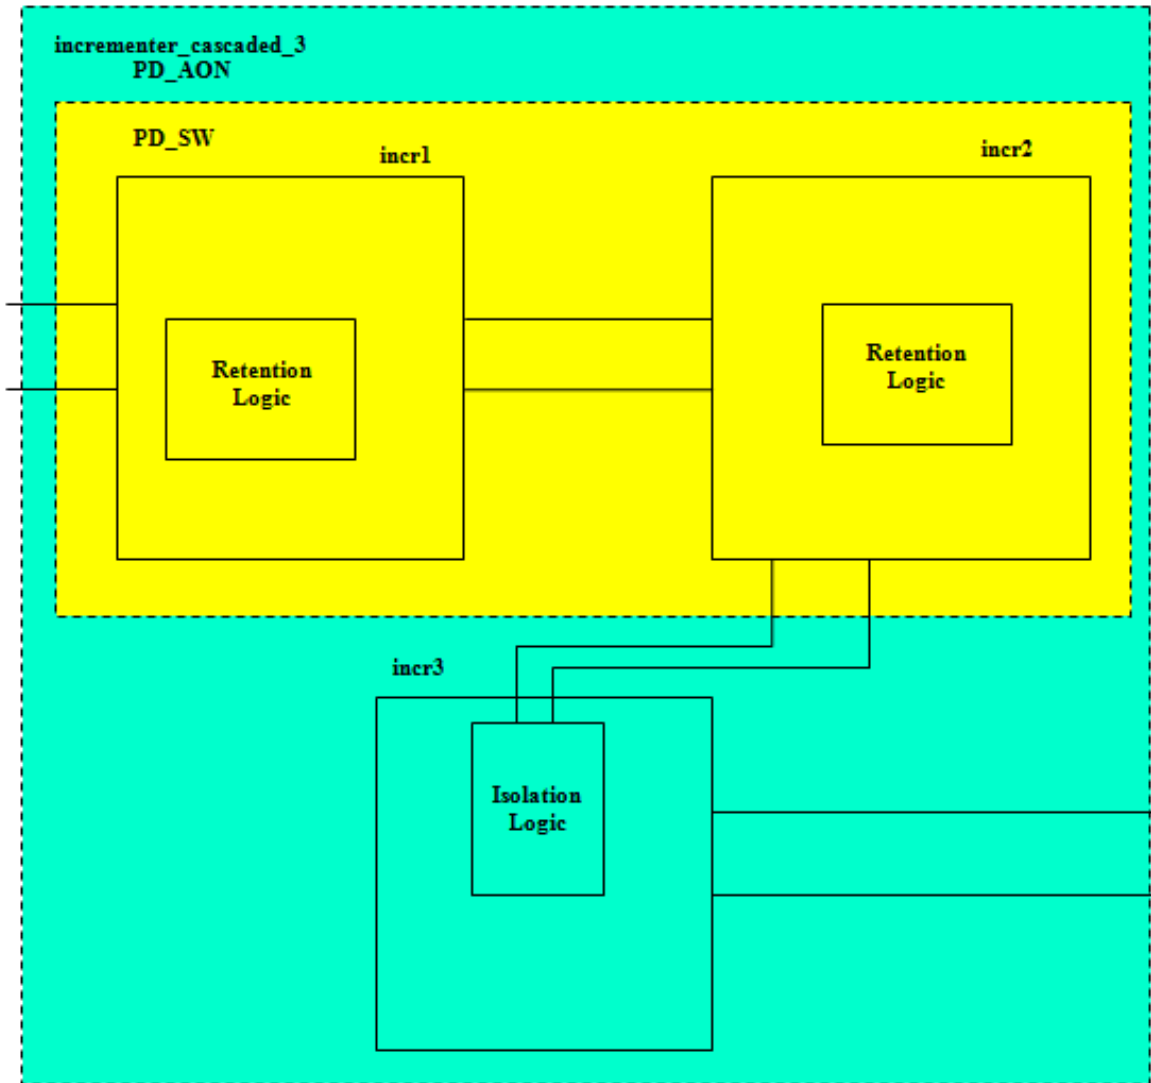 incrementer_cascaded_3
PD_AON
PD_SW
incr1
incr2
Retention
Logic
Retention
Logic
incr3
Isolation
Logic